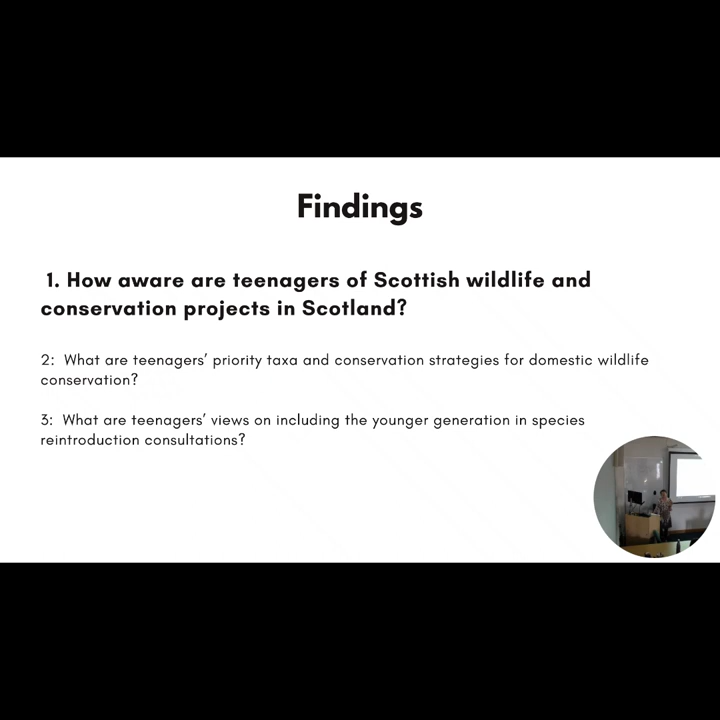 Findings
1. How aware are teenagers of Scottish wildlife and
conservation projects in Scotland?
2: What are teenagers’ priority taxa and conservation strategies for domestic wildlife
conservation?
3: What are teenagers’ views on including the younger generation in species
reintroduction consultations?